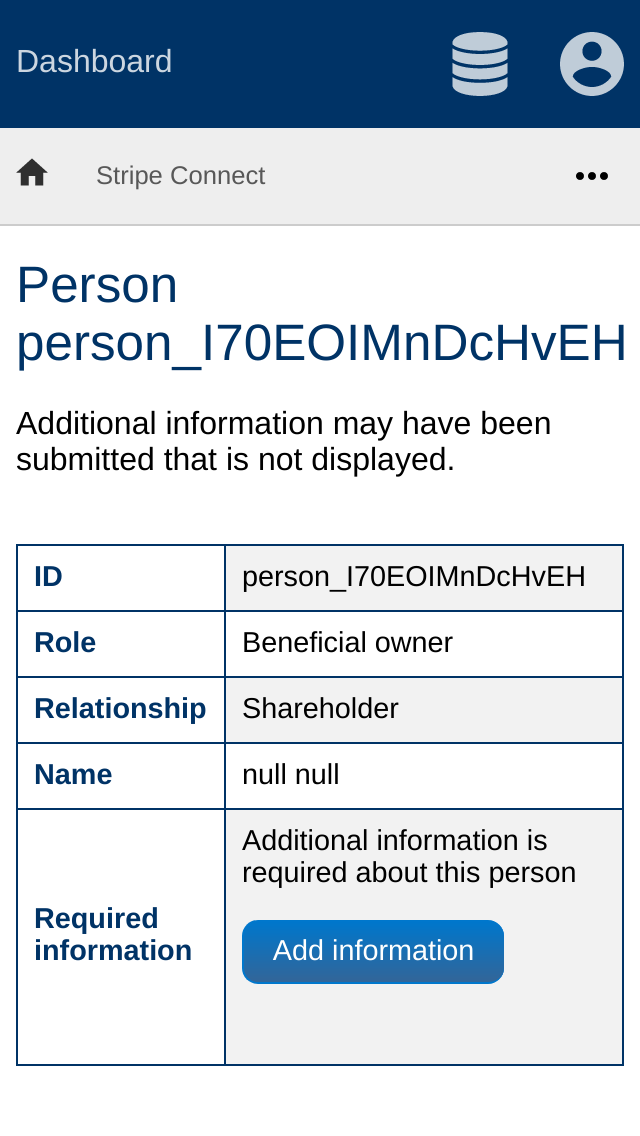 Dashboard
Stripe Connect
Person
person_I70EOIMnDcHvEH
Additional information may have been
submitted that is not displayed.
ID person_I70EOIMnDcHvEH
Role Beneficial owner
Relationship Shareholder
Name null null
Required
information
Additional information is
required about this person
Add information